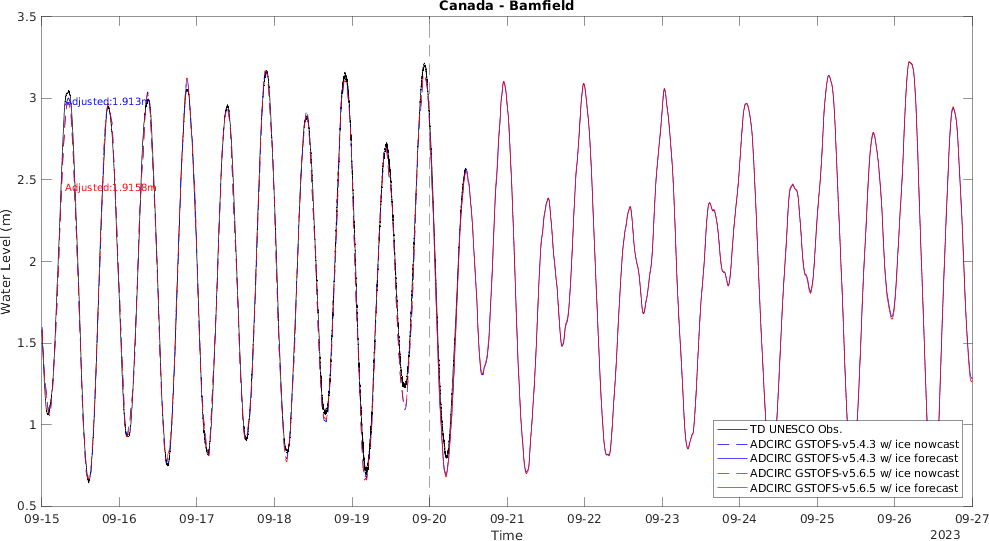 Canada - Bamfield
3.5
3
2.5
2
1.5
1
0.5
Water Level (m)
Adjusted:1.913m
Adjusted:1.9158m
TD UNESCO Obs.
ADCIRC GSTOFS-v5.4.3 w/ ice nowcast
ADCIRC GSTOFS-v5.4.3 w/ ice forecast
ADCIRC GSTOFS-v5.6.5 w/ ice nowcast
ADCIRC GSTOFS-v5.6.5 w/ ice forecast
09-15 09-16 09-17 09-18 09-19 09-20 09-21 09-22 09-23 09-24 09-25 09-26 09-27
Time
2023